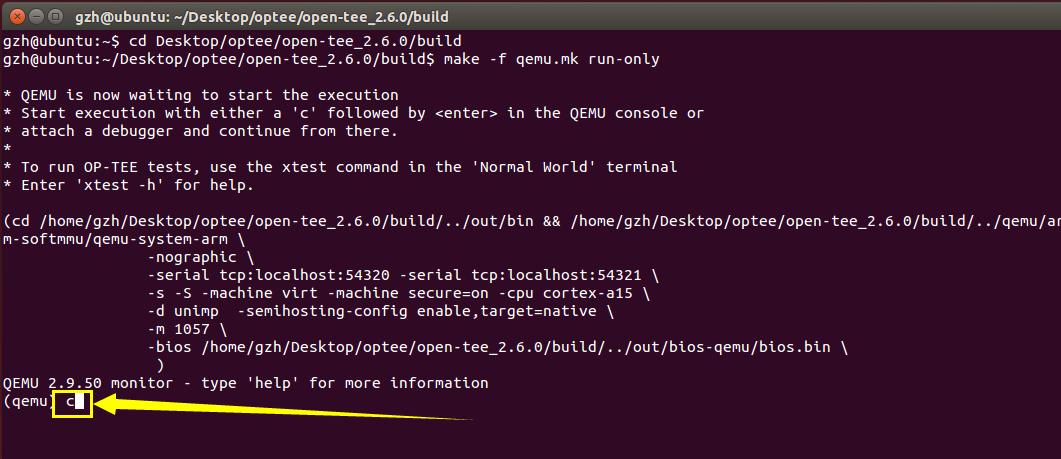 gzh@ubuntu: ~/Desktop/optee/open-tee_2.6.0/build
gzh@ubuntu:~$ cd Desktop/optee/open-tee_2.6.0/build
gzh@ubuntu:~/Desktop/optee/open-tee_2.6.0/build$ make -f qemu.mk run-only
* QEMU is now waiting to start the execution
* Start execution with either a 'c' followed by <enter> in the QEMU console or
* attach a debugger and continue from there.
*
* To run OP-TEE tests, use the xtest command in the 'Normal World' terminal
* Enter 'xtest -h' for help.
(cd /home/gzh/Desktop/optee/open-tee_2.6.0/build/../out/bin && /home/gzh/Desktop/optee/open-tee_2.6.0/build/../qemu/ar
m-softmmu/qemu-system-arm \
-nographic \
-serial tcp:localhost:54320 -serial tcp:localhost:54321 \
-s -S -machine virt -machine secure=on -cpu cortex-a15 \
-d unimp  -semihosting-config enable,target=native \
-m 1057 \
-bios /home/gzh/Desktop/optee/open-tee_2.6.0/build/../out/bios-qemu/bios.bin \
)
QEMU 2.9.50 monitor - type 'help' for more information
(qemu) c